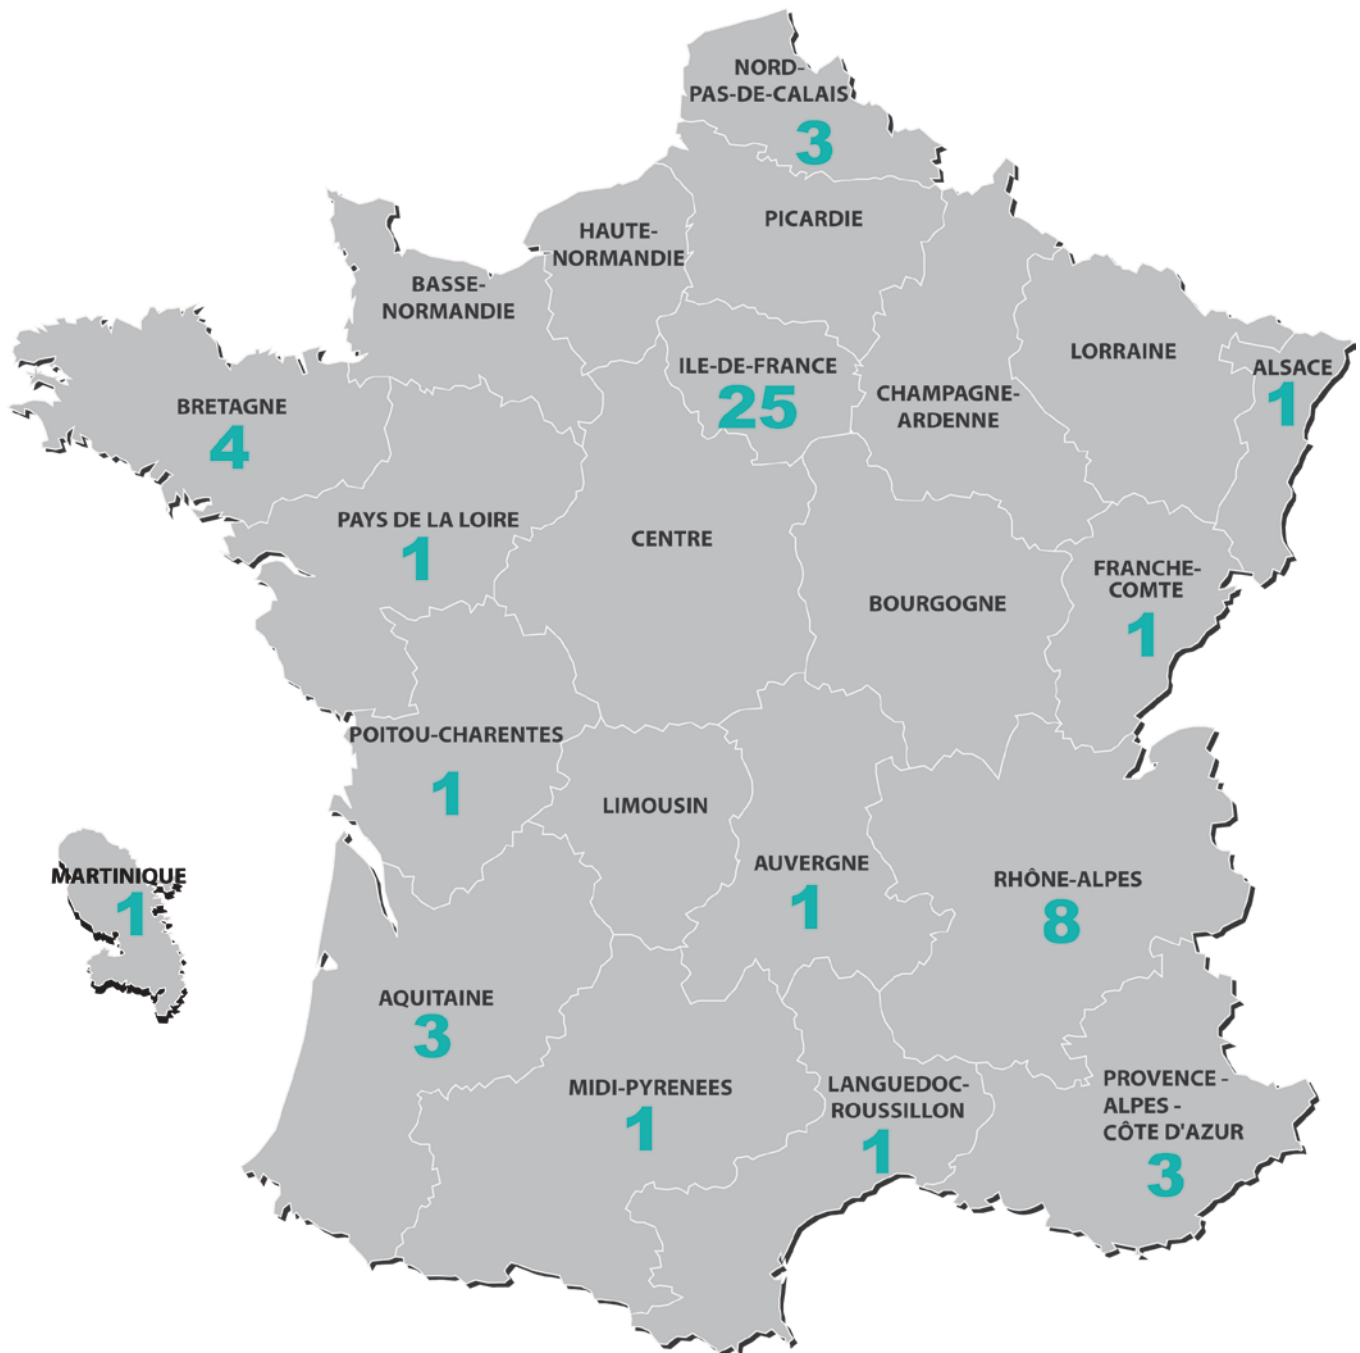 NORD-
PAS-DE-CALAIS
3
PICARDIE
HAUTE-
NORMANDIE
BASSE-
NORMANDIE
ILE-DE-FRANCE
25
CHAMPAGNE-
ARDENNE
LORRAINE
ALSACE
1
BRETAGNE
4
PAYS DE LA LOIRE
1
CENTRE
BOURGOGNE
FRANCHE-
COMTE
1
POITOU-CHARENTES
1
LIMOUSIN
AUVERGNE
1
RHÔNE-ALPES
8
MARTINIQUE
1
AQUITAINE
3
MIDI-PYRENEES
1
LANGUEDOC-
ROUSSILLON
1
PROVENCE -
ALPES -
CÔTE D'AZUR
3